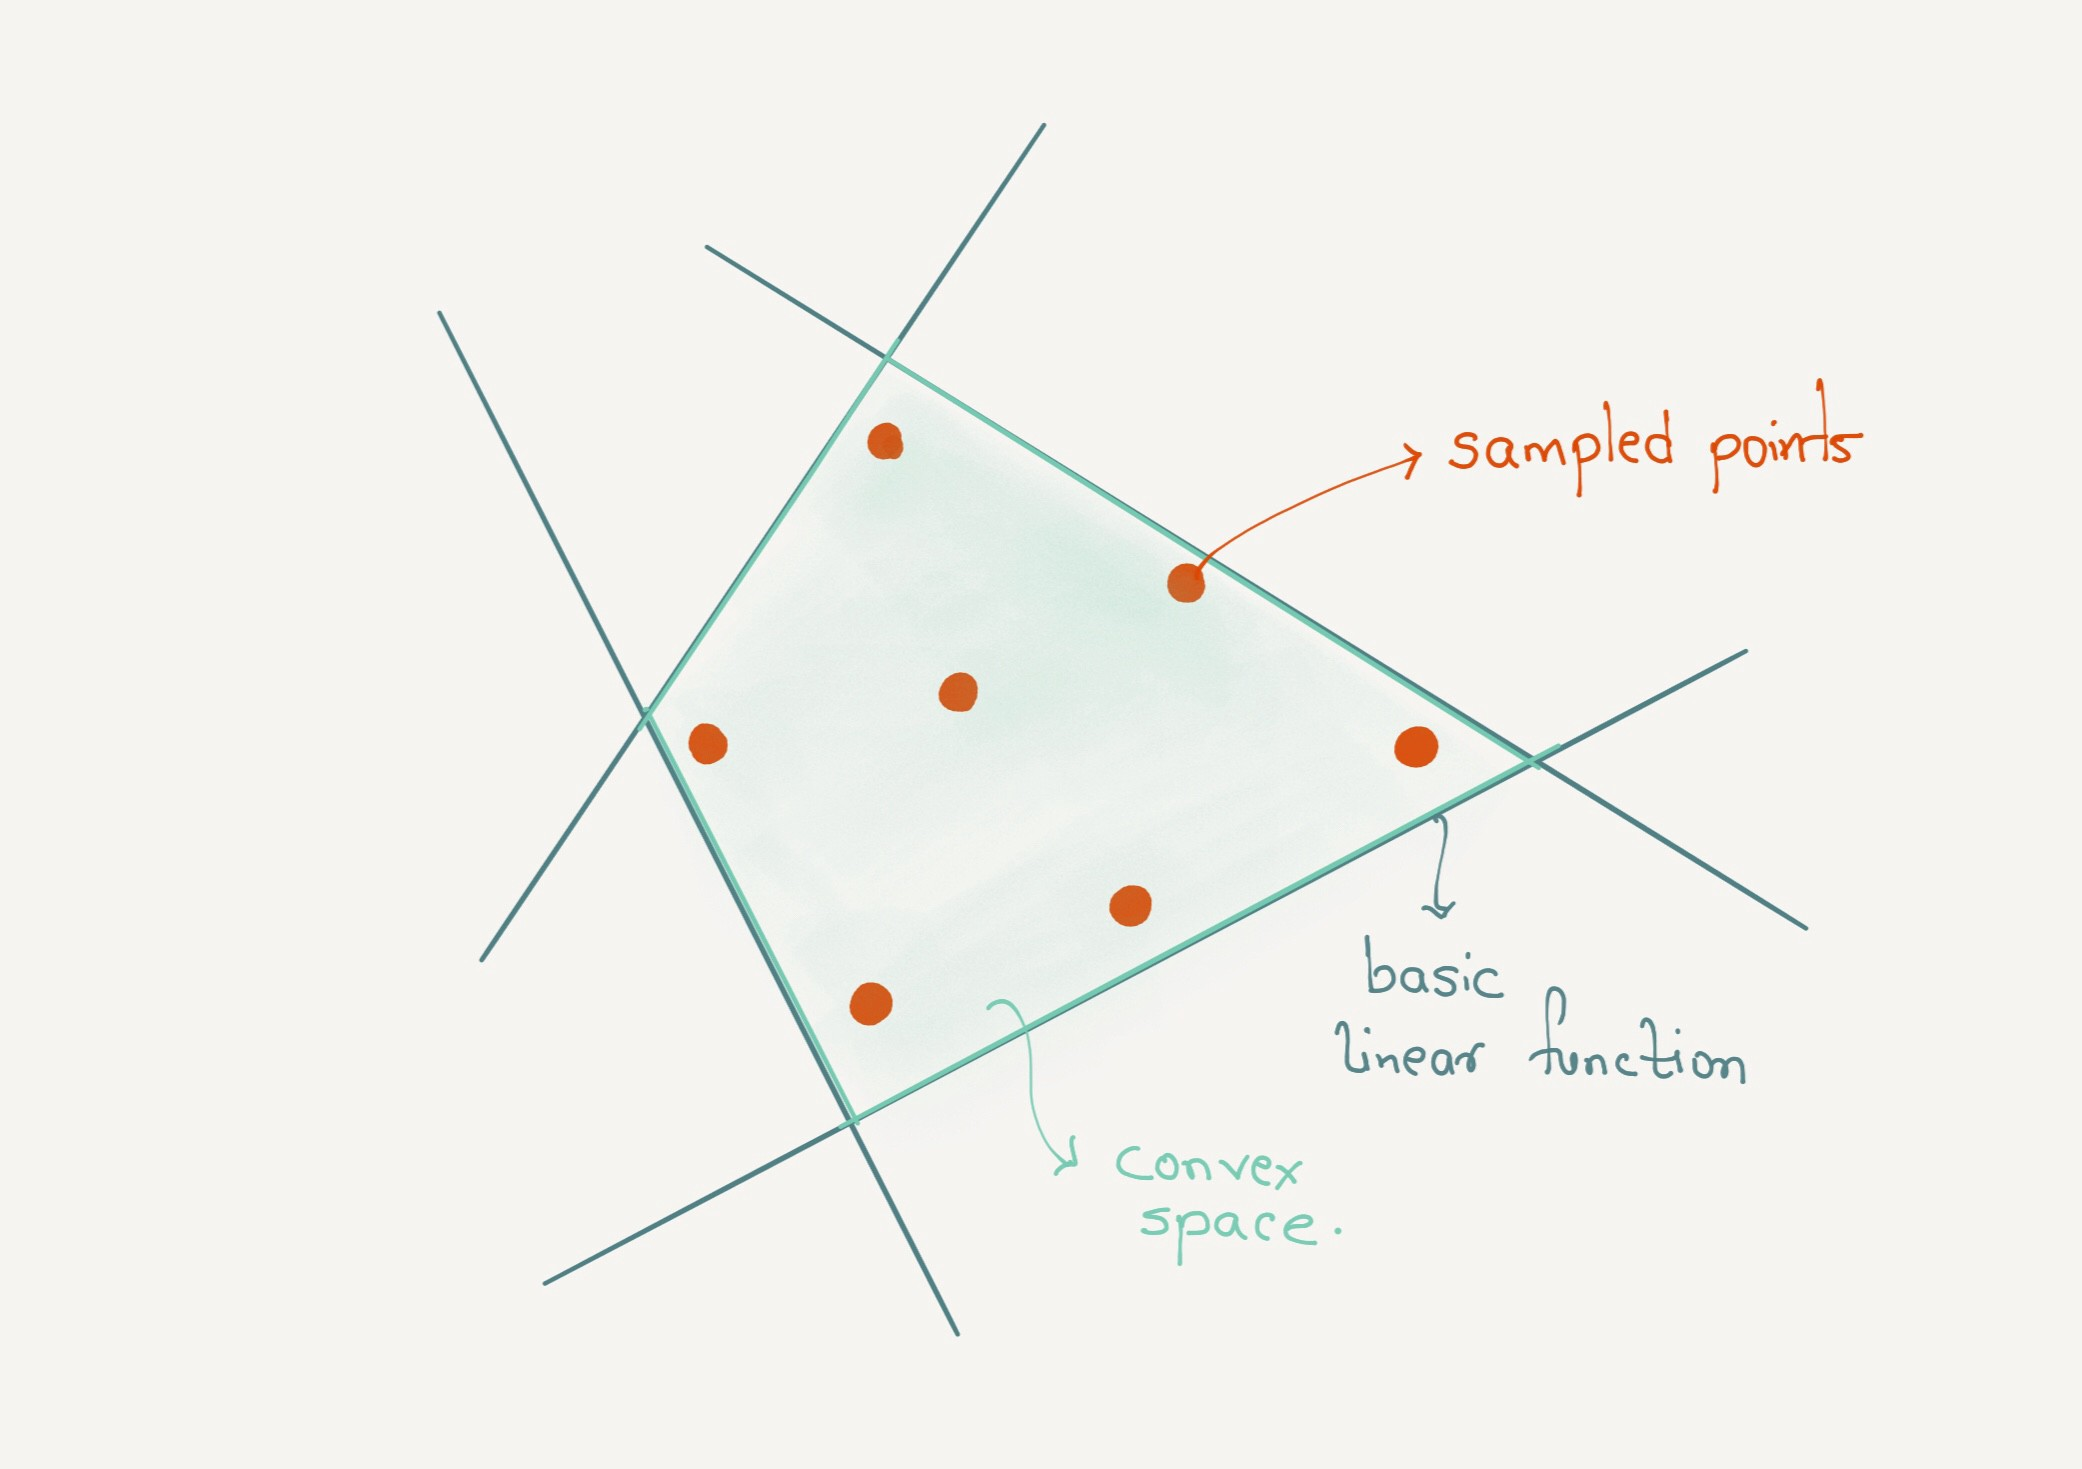 sampled points
basic
linear function
convex
space.